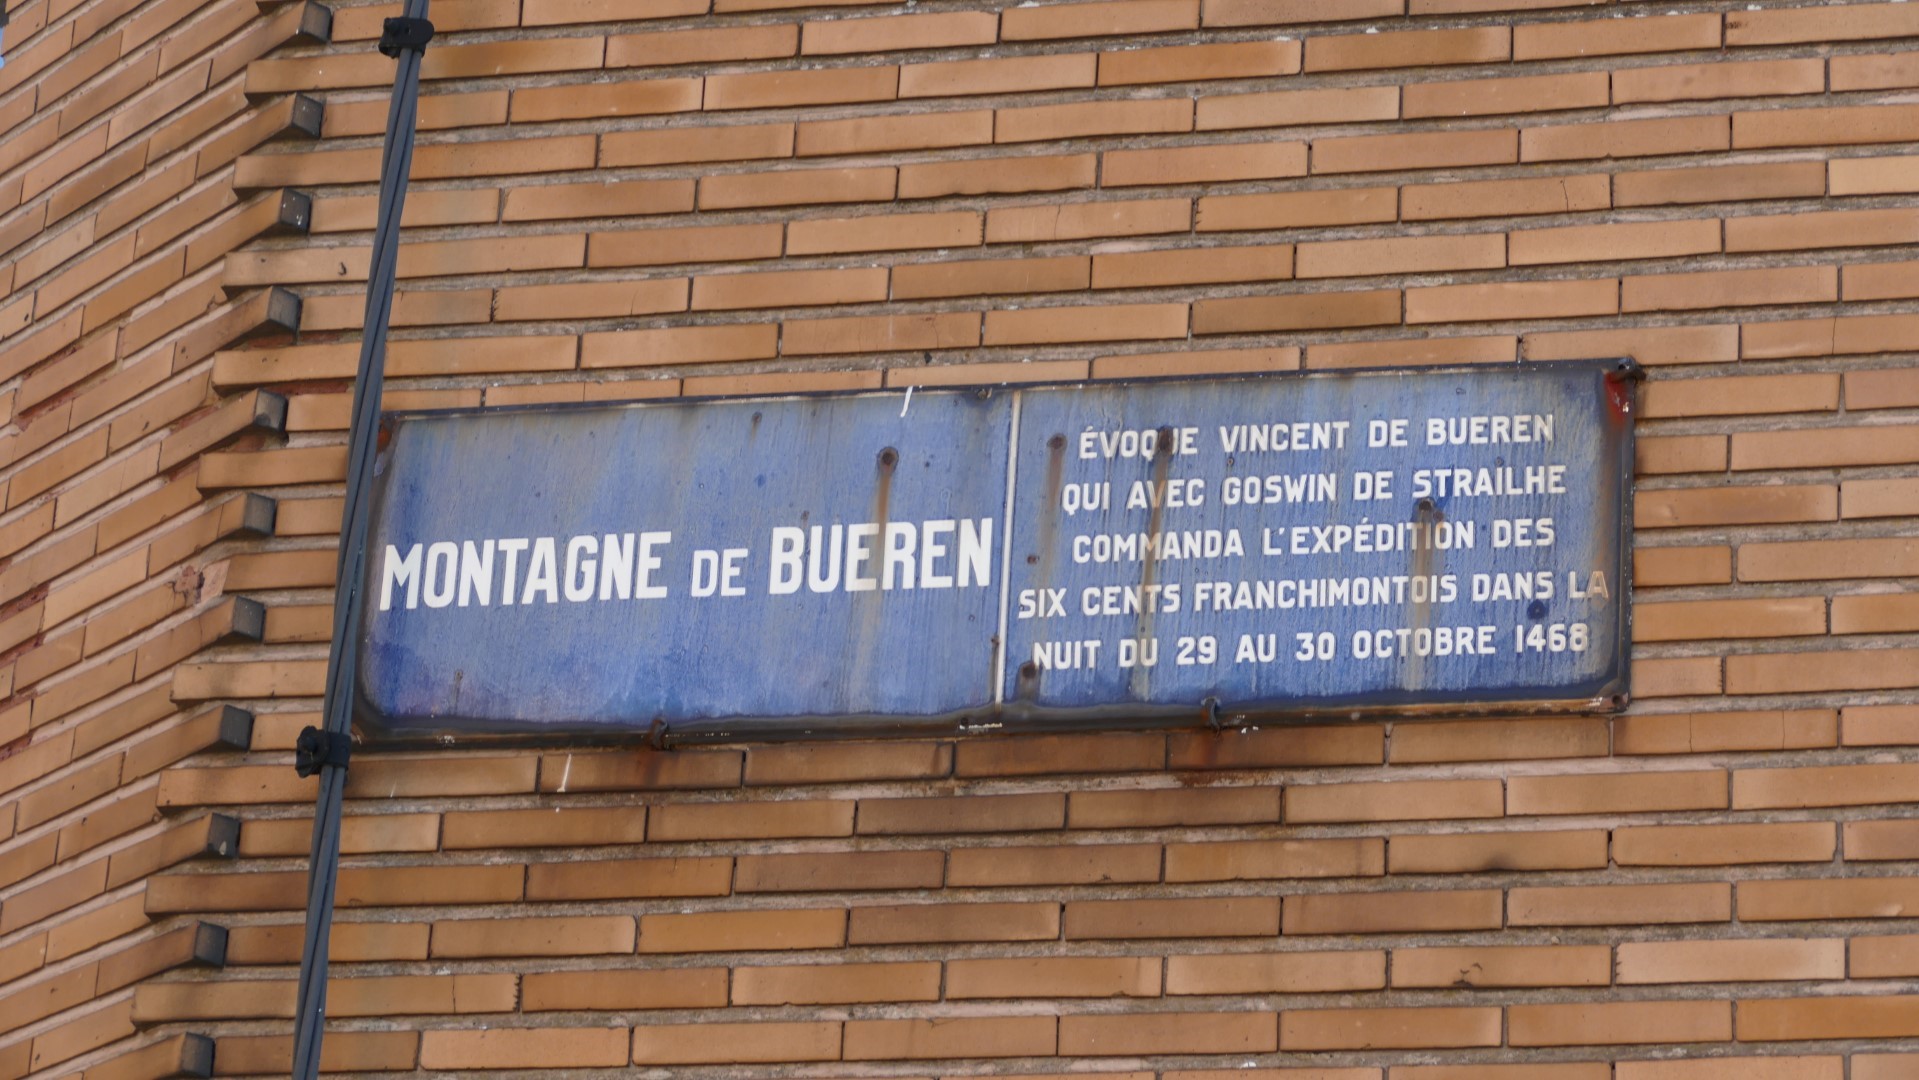 MONTAGNE DE BUEREN
ÉVOQUE VINCENT DE BUEREN
QUI AVEC GOSWIN DE STRAILHE
COMMANDA L'EXPÉDITION DES
SIX CENTS FRANCHIMONTOIS DANS LA
NUIT DU 29 AU 30 OCTOBRE 1468